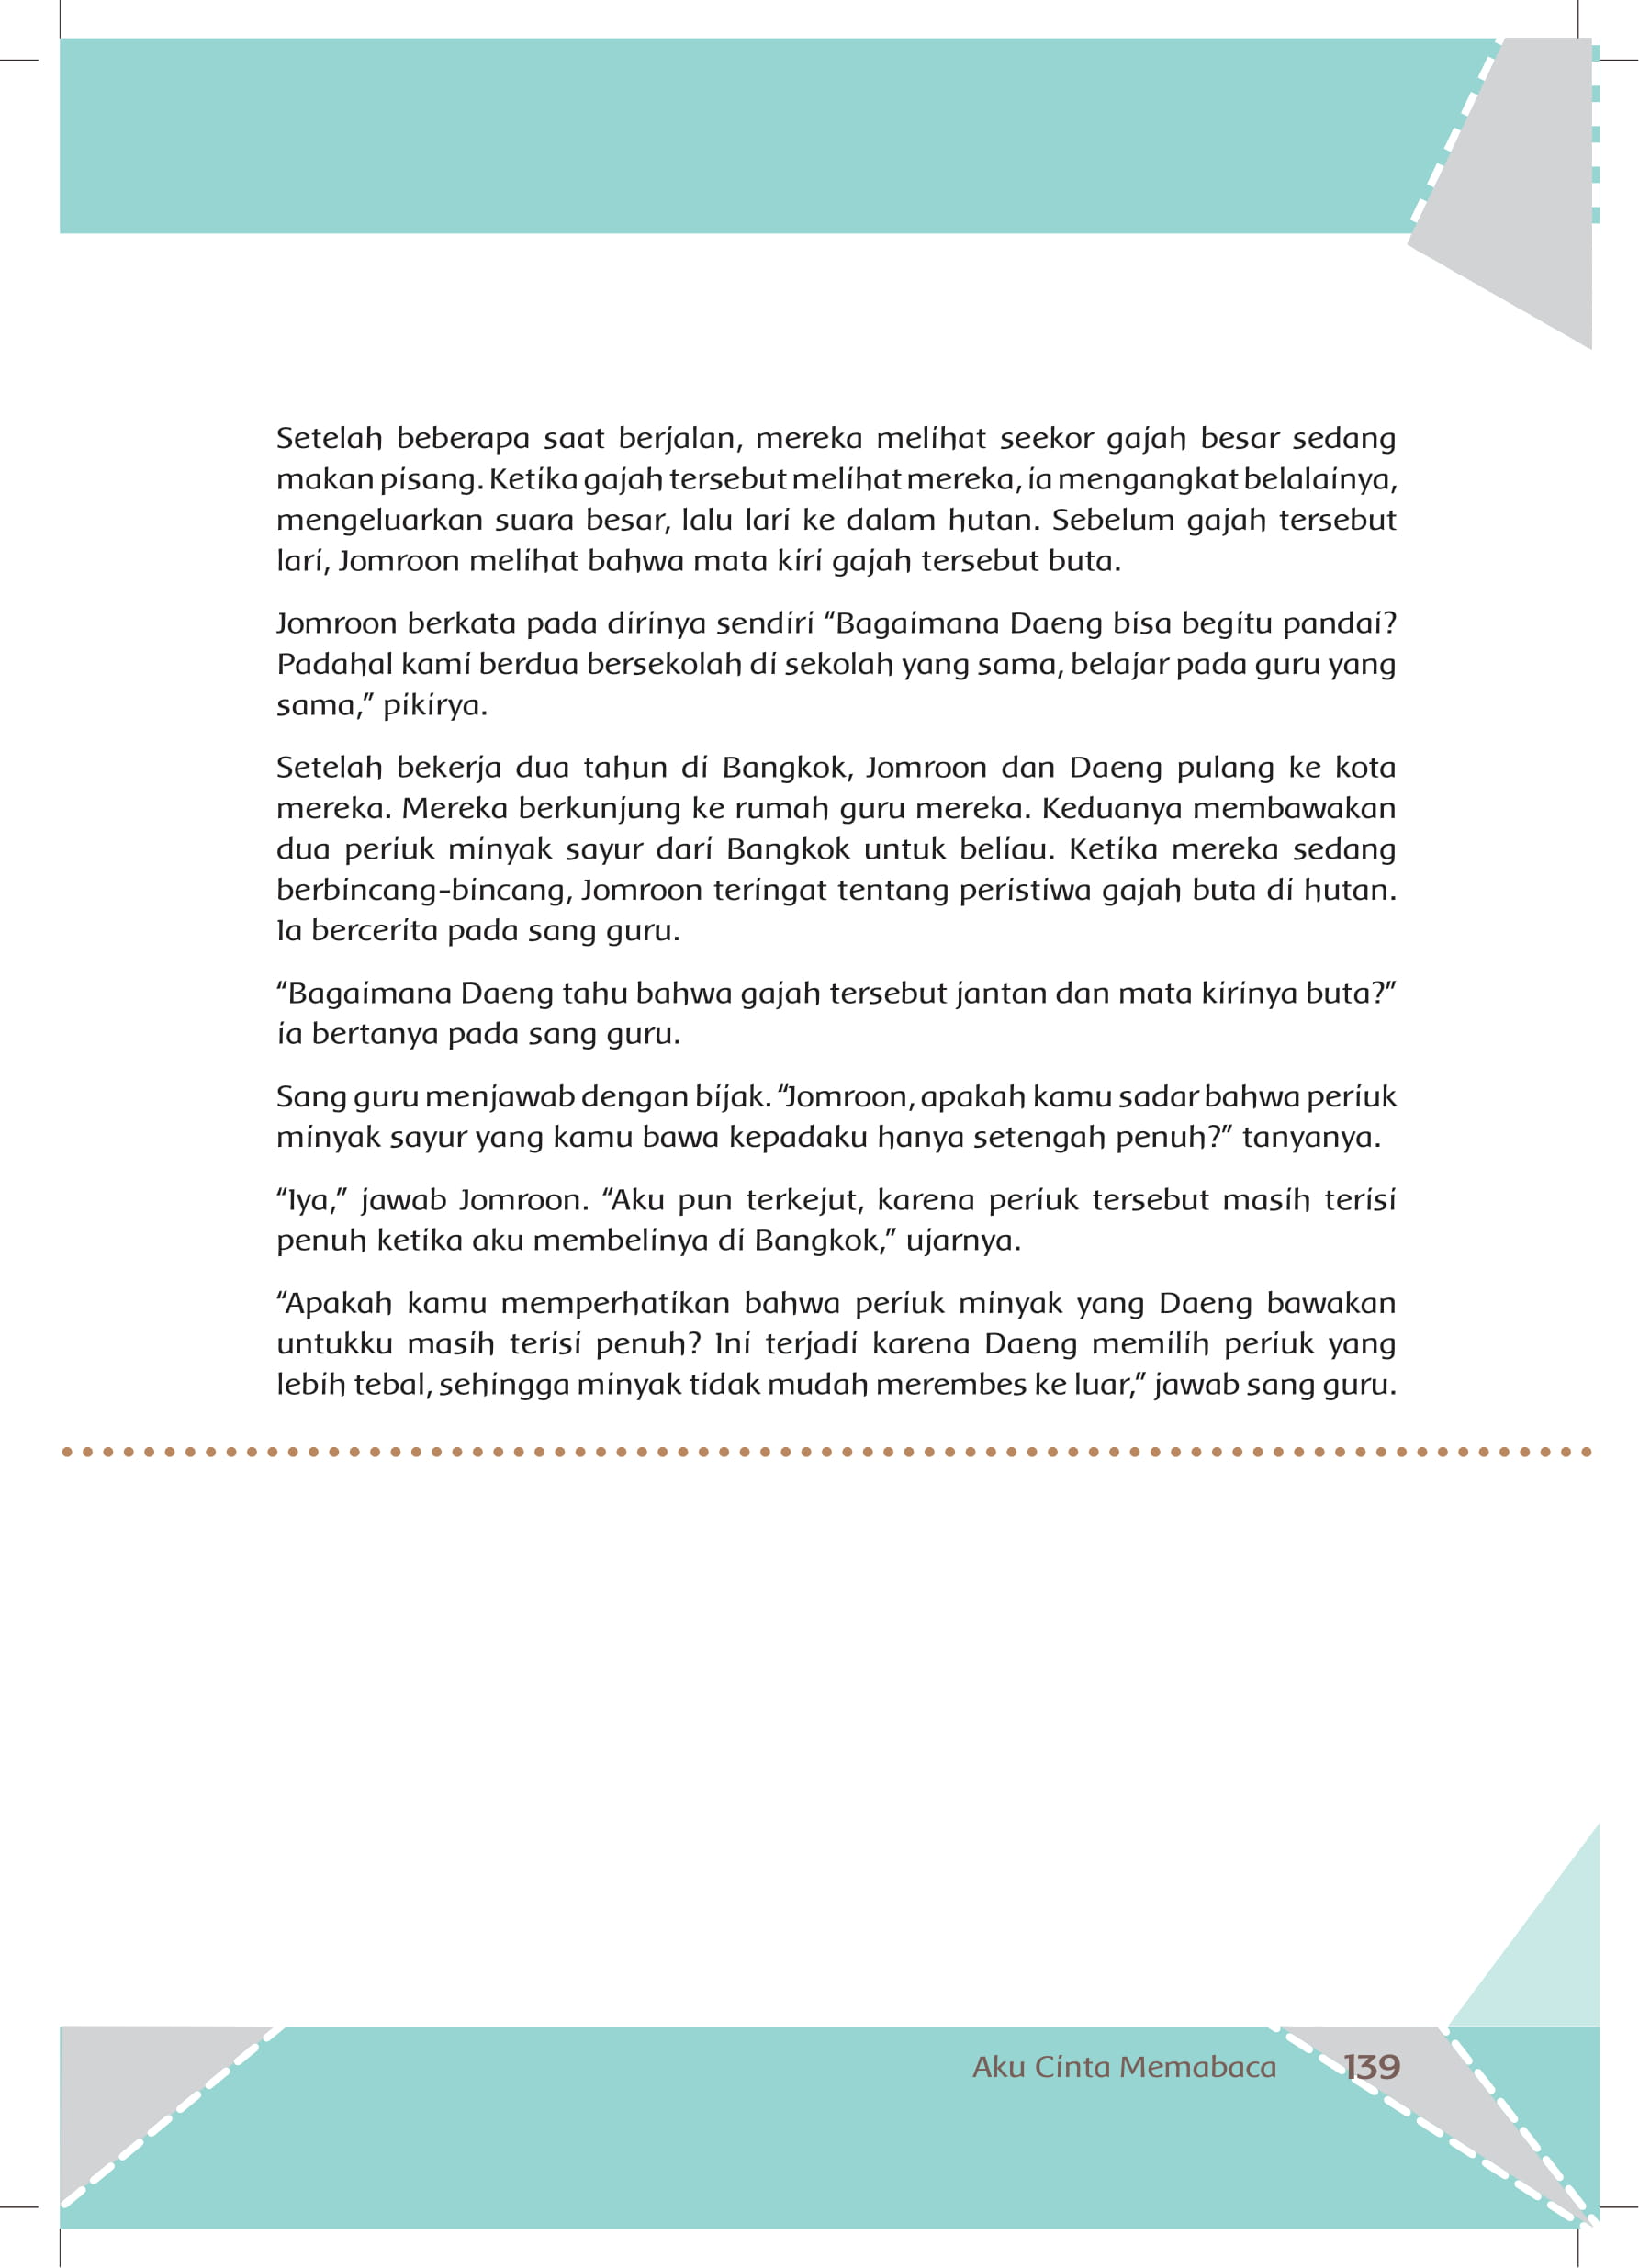 Setelah beberapa saat berjalan, mereka melihat seekor gajah besar sedang
makan pisang. Ketika gajah tersebut melihat mereka, ia mengangkat belalainya,
mengeluarkan suara besar, lalu lari ke dalam hutan. Sebelum gajah tersebut
lari, Jomroon melihat bahwa mata kiri gajah tersebut buta.
Jomroon berkata pada dirinya sendiri “Bagaimana Daeng bisa begitu pandai?
Padahal kami berdua bersekolah di sekolah yang sama, belajar pada guru yang
sama,” pikirya.
Setelah bekerja dua tahun di Bangkok, Jomroon dan Daeng pulang ke kota
mereka. Mereka berkunjung ke rumah guru mereka. Keduanya membawakan
dua periuk minyak sayur dari Bangkok untuk beliau. Ketika mereka sedang
berbincang-bincang, Jomroon teringat tentang peristiwa gajah buta di hutan.
Ia bercerita pada sang guru.
“Bagaimana Daeng tahu bahwa gajah tersebut jantan dan mata kirinya buta?”
ia bertanya pada sang guru.
Sang guru menjawab dengan bijak. “Jomroon, apakah kamu sadar bahwa periuk
minyak sayur yang kamu bawa kepadaku hanya setengah penuh?” tanyanya.
“Iya,” jawab Jomroon. “Aku pun terkejut, karena periuk tersebut masih terisi
penuh ketika aku membelinya di Bangkok,” ujarnya.
“Apakah kamu memperhatikan bahwa periuk minyak yang Daeng bawakan
untukku masih terisi penuh? Ini terjadi karena Daeng memilih periuk yang
lebih tebal, sehingga minyak tidak mudah merembes ke luar,” jawab sang guru.
Aku Cinta Memabaca 139